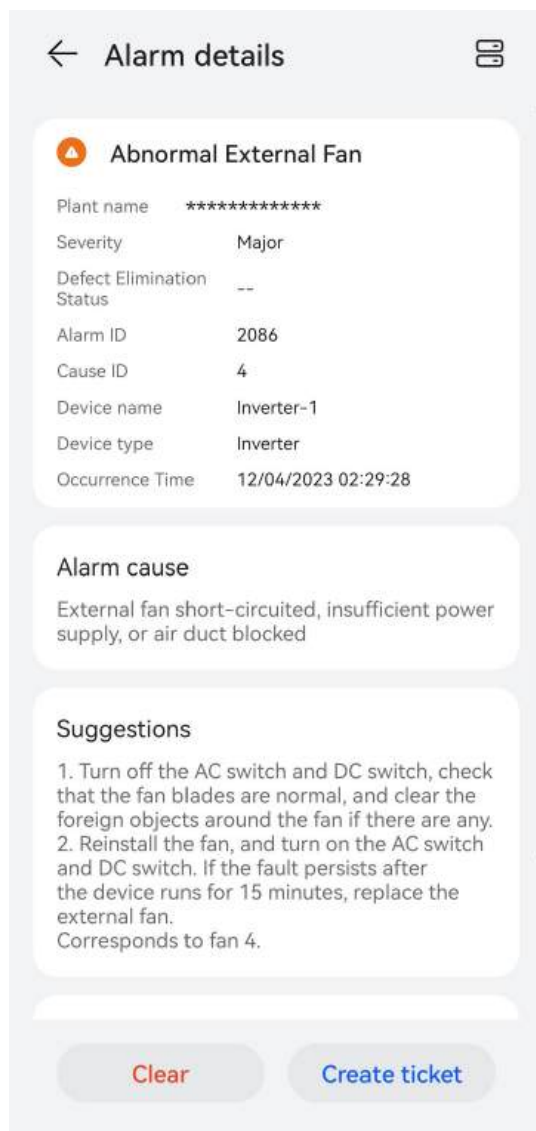 Alarm details
Abnormal External Fan
Plant name *************
Severity Major
Defect Elimination
Status --
Alarm ID 2086
Cause ID 4
Device name Inverter-1
Device type Inverter
Occurrence Time 12/04/2023 02:29:28
Alarm cause
External fan short-circuited, insufficient power
supply, or air duct blocked
Suggestions
1. Turn off the AC switch and DC switch, check
that the fan blades are normal, and clear the
foreign objects around the fan if there are any.
2. Reinstall the fan, and turn on the AC switch
and DC switch. If the fault persists after
the device runs for 15 minutes, replace the
external fan.
Corresponds to fan 4.
Clear Create ticket